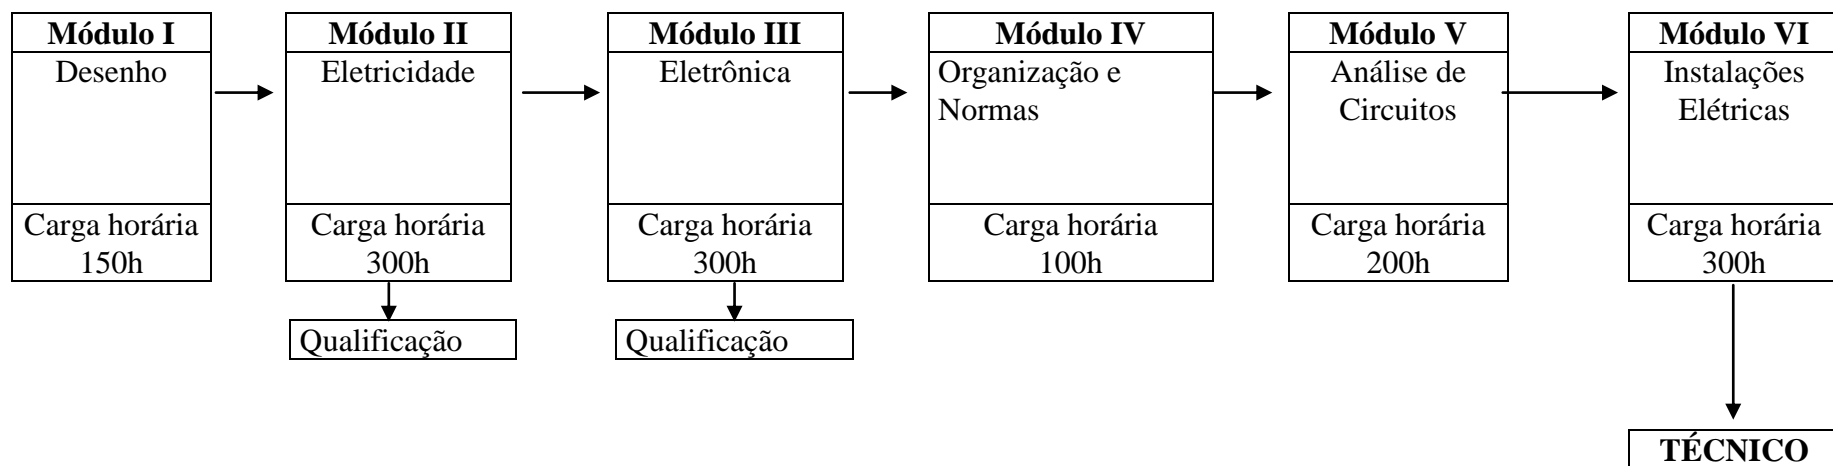 Módulo I
Desenho
Carga horária
150h
Módulo II
Eletricidade
Carga horária
300h
Qualificação
Módulo III
Eletrônica
Carga horária
300h
Qualificação
Módulo IV
Organização e
Normas
Carga horária
100h
Módulo V
Análise de
Circuitos
Carga horária
200h
Módulo VI
Instalações
Elétricas
Carga horária
300h
TÉCNICO